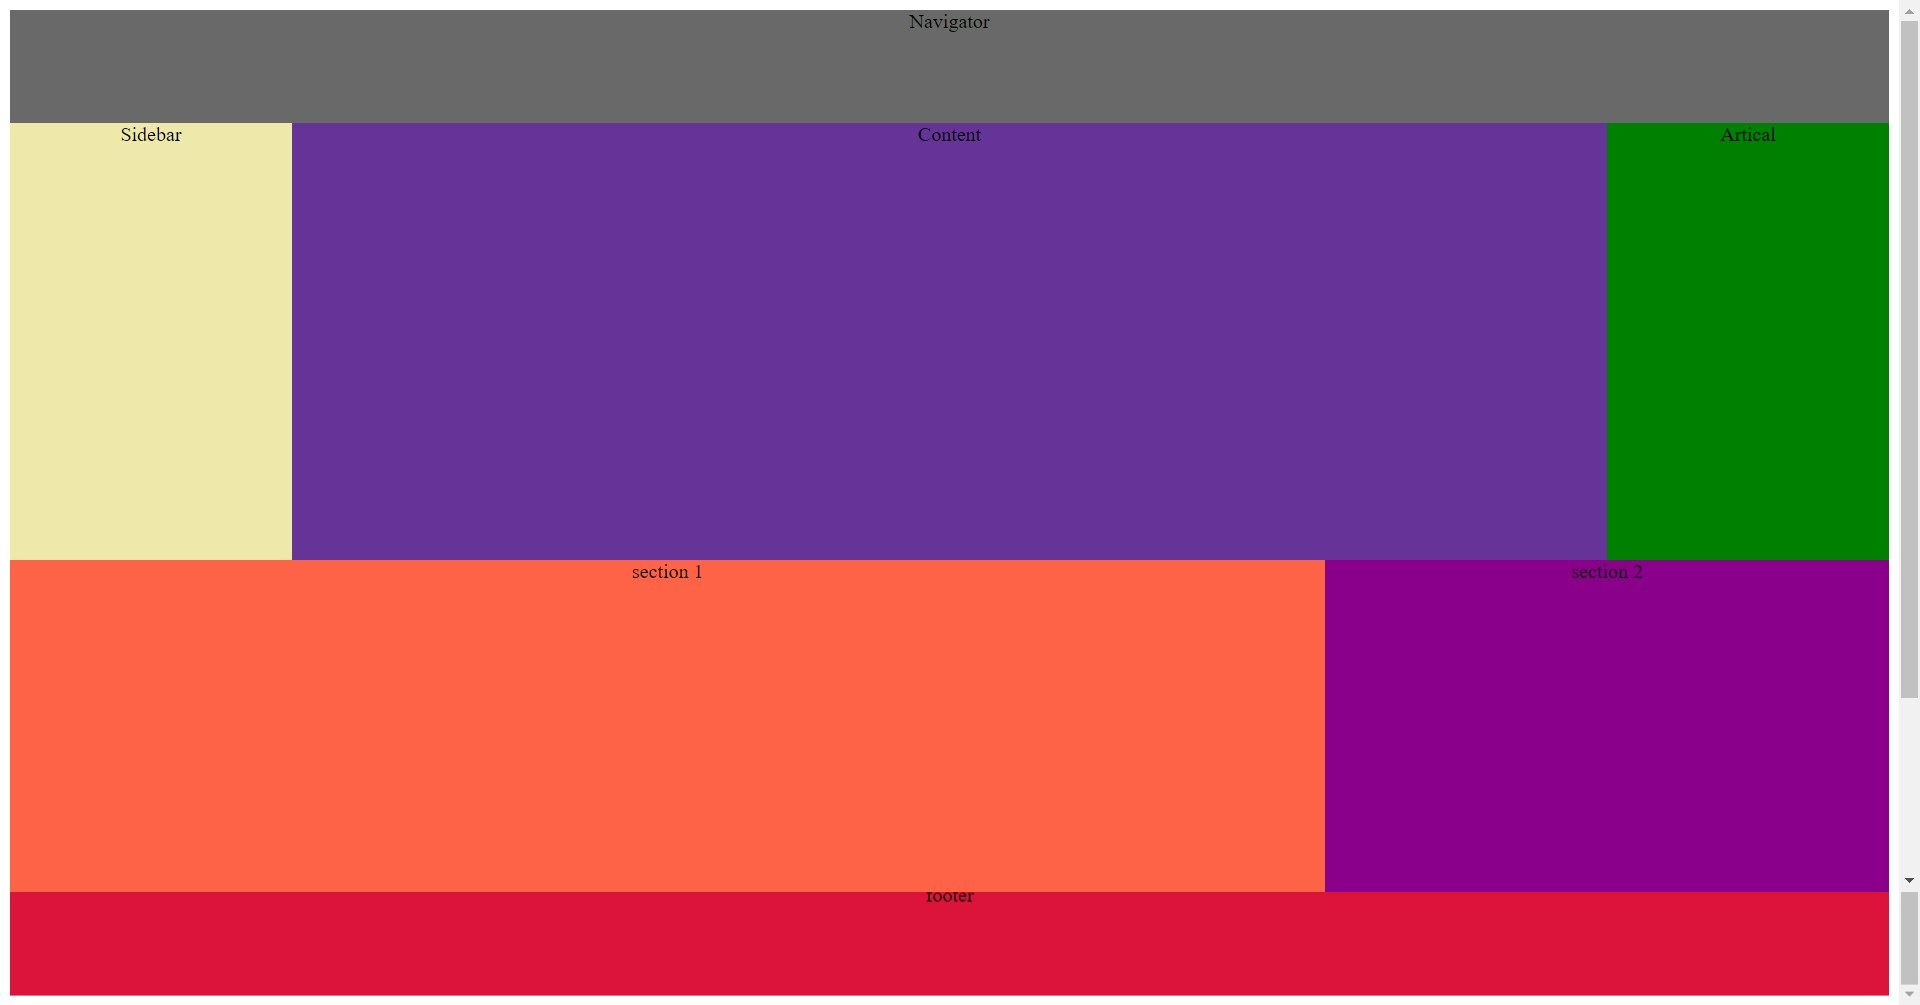 Navigator
Sidebar
Content
Artical
section 1
section 2
footer